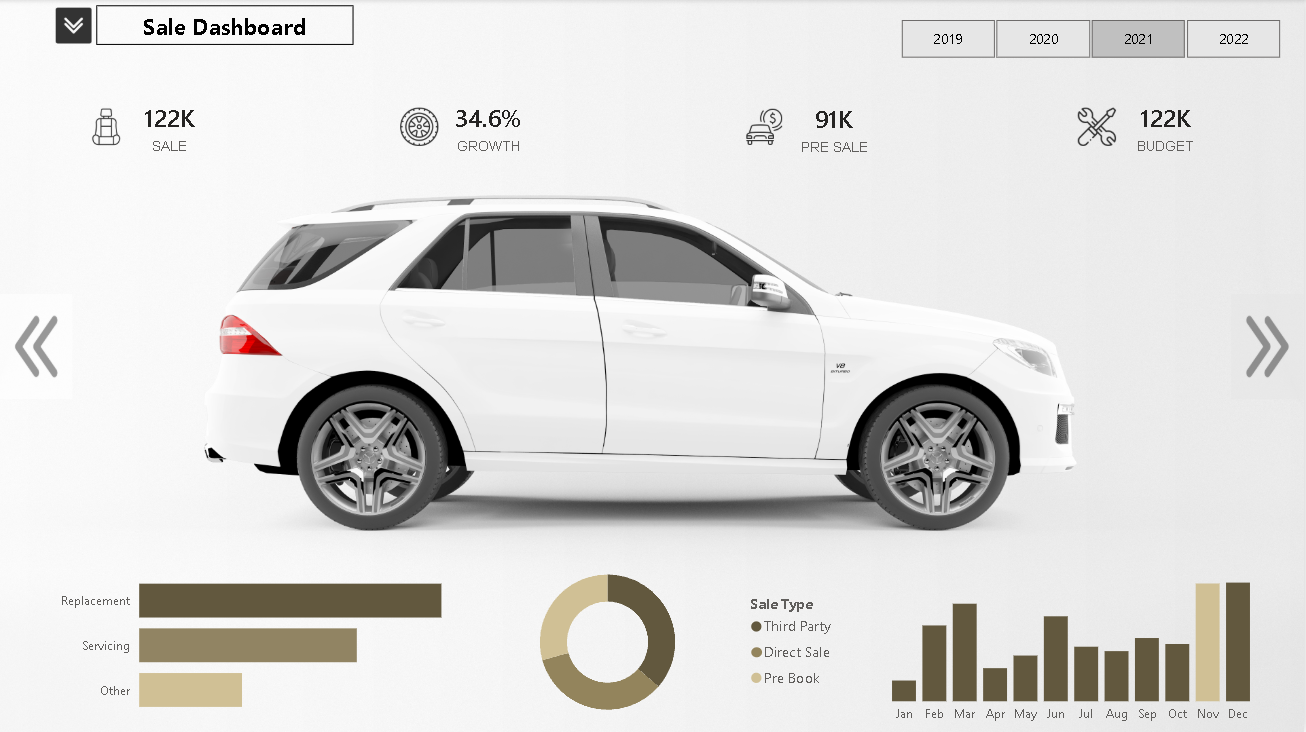 Sale Dashboard
2019 2020 2021 2022
122K 34.6% 91K 122K
SALE GROWTH PRE SALE BUDGET
V8
BITURBO
Replacement
Servicing
Other
Sale Type
Third Party
Direct Sale
Pre Book
Jan Feb Mar Apr May Jun Jul Aug Sep Oct Nov Dec